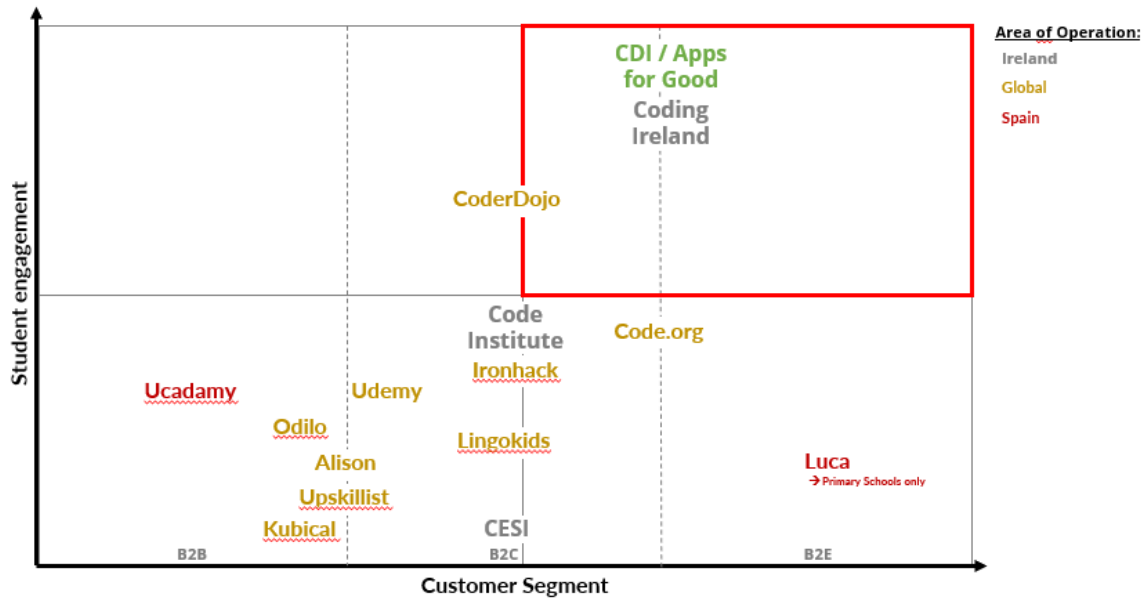 Area of Operation:
Ireland
Global
Spain
CDI / Apps
for Good
Coding
Ireland
CoderDojo
Student engagement
Code
Institute
Code.org
Ironhack
Ucadamy
Udemy
Odilo
Lingokids
Alison
Luca
→ Primary Schools only
Upskillist
Kubical
CESI
B2B
B2C
B2E
Customer Segment